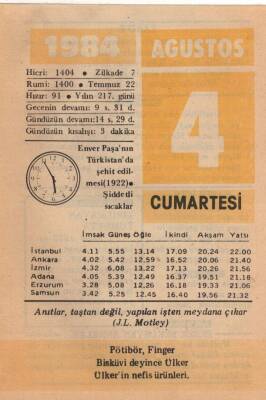 1984 AĞUSTOS
Hicri: 1404 • Zilkade 7
Rumi: 1400 • Temmuz 22
Hızır: 91 • Yılın 217. günü
Gecenin devamı: 9 s. 31 d.
Gündüzün devamı: 14 s. 29 d.
Gündüzün kısalışı: 3 dakika
4
Enver Paşa'nın
Türkistan'da
şehit edil-
mesi(1922)•
Şiddetli
sıcaklar
CUMARTESİ
İmsak Güneş Öğle İkindi Akşam Yatsı
İstanbul 4.11 5.55 13.14 17.09 20.24 22.00
Ankara 4.02 5.42 12.59 16.52 20.06 21.40
İzmir 4.32 6.08 13.22 17.13 20.26 21.56
Adana 4.05 5.39 12.49 16.37 19.51 21.18
Erzurum 3.28 5.08 12.26 16.18 19.33 21.06
Samsun 3.42 5.25 12.45 16.40 19.56 21.32
Anıtlar, taştan değil, yapılan işten meydana çıkar
(J.L. Motley)
Pötibör, Finger
Bisküvi deyince Ülker
Ülker'in nefis ürünleri.